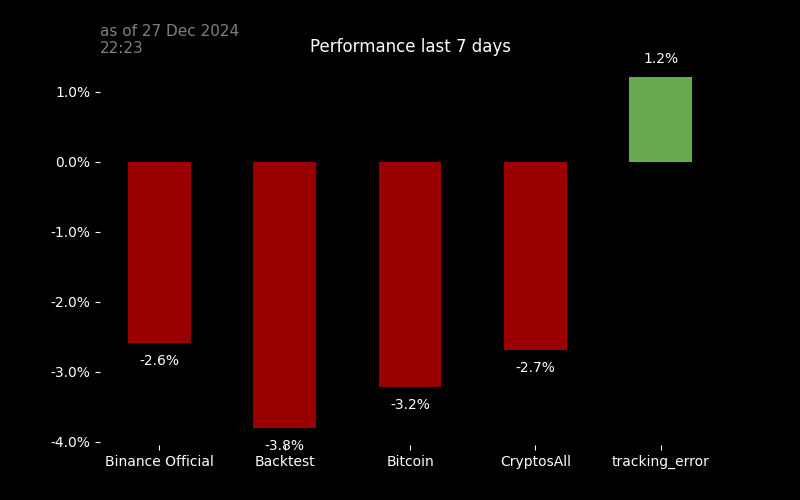 as of 27 Dec 2024
22:23
Performance last 7 days
1.2%
1.0%
0.0%
-1.0%
-2.0%
-3.0%
-4.0%
-2.6%
-3.8%
-3.2%
-2.7%
Binance Official
Backtest
Bitcoin
CryptosAll
tracking_error